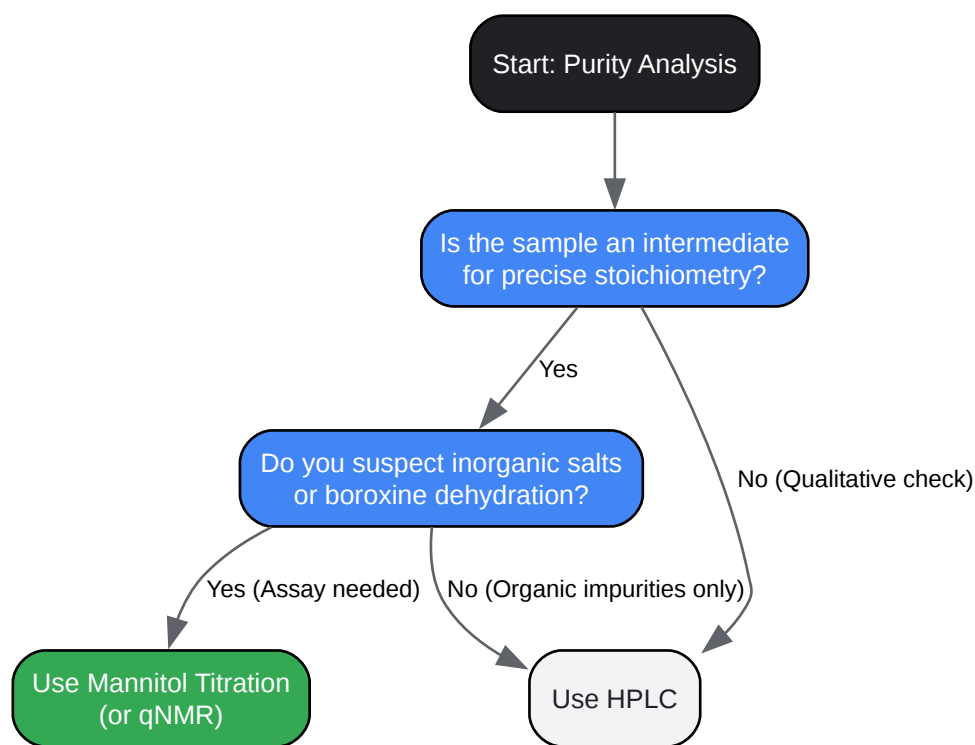 Start: Purity Analysis
Is the sample an intermediate
for precise stoichiometry?
Yes
Do you suspect inorganic salts
or boroxine dehydration?
No (Qualitative check)
Yes (Assay needed)
No (Organic impurities only)
Use Mannitol Titration
(or qNMR)
Use HPLC